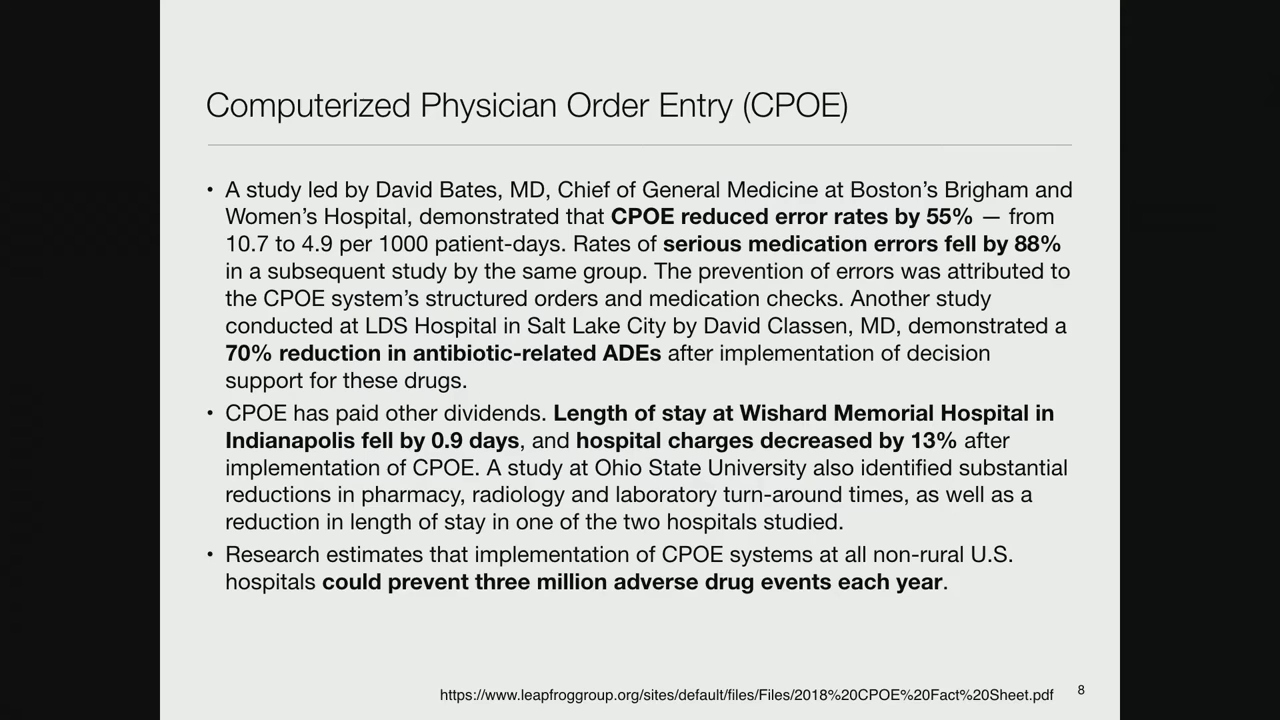 Computerized Physician Order Entry (CPOE)
• A study led by David Bates, MD, Chief of General Medicine at Boston’s Brigham and
Women’s Hospital, demonstrated that CPOE reduced error rates by 55% — from
10.7 to 4.9 per 1000 patient-days. Rates of serious medication errors fell by 88%
in a subsequent study by the same group. The prevention of errors was attributed to
the CPOE system’s structured orders and medication checks. Another study
conducted at LDS Hospital in Salt Lake City by David Classen, MD, demonstrated a
70% reduction in antibiotic-related ADEs after implementation of decision
support for these drugs.
• CPOE has paid other dividends. Length of stay at Wishard Memorial Hospital in
Indianapolis fell by 0.9 days, and hospital charges decreased by 13% after
implementation of CPOE. A study at Ohio State University also identified substantial
reductions in pharmacy, radiology and laboratory turn-around times, as well as a
reduction in length of stay in one of the two hospitals studied.
• Research estimates that implementation of CPOE systems at all non-rural U.S.
hospitals could prevent three million adverse drug events each year.
https://www.leapfroggroup.org/sites/default/files/Files/2018%20CPOE%20Fact%20Sheet.pdf
8